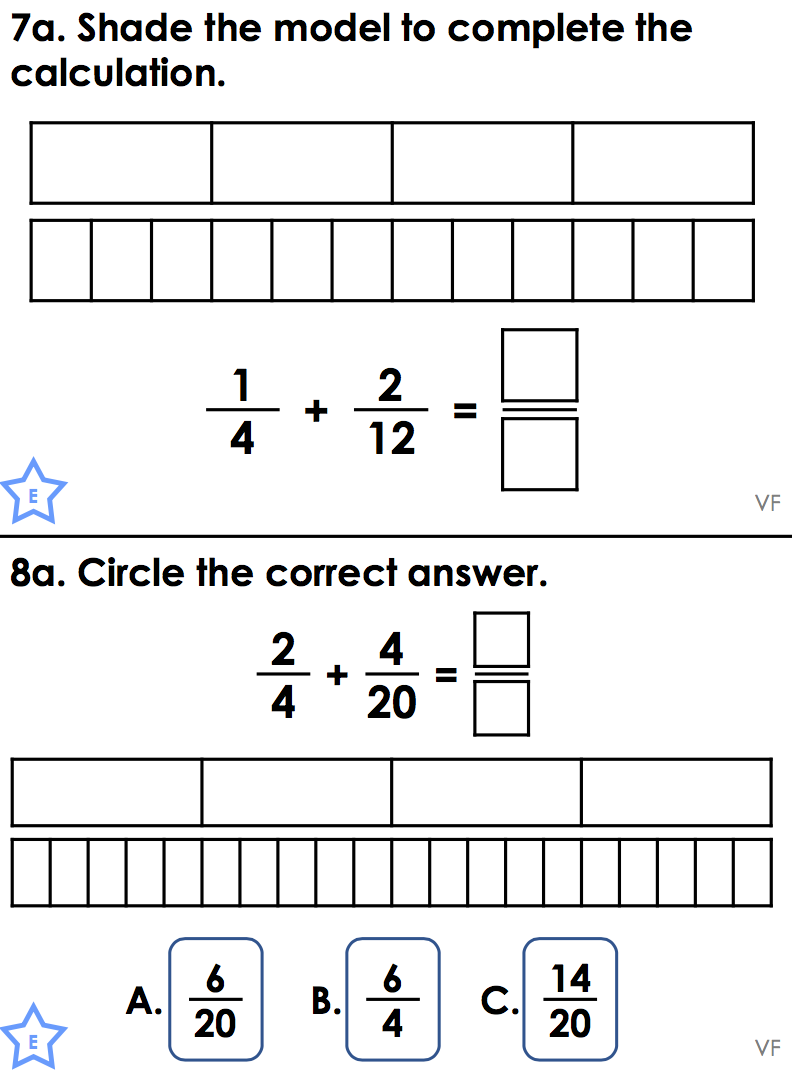 7a. Shade the model to complete the
calculation.
1/4 + 2/12 =
E
VF
8a. Circle the correct answer.
2/4 + 4/20 =
A. 6/20 B. 6/4 C. 14/20
E
VF